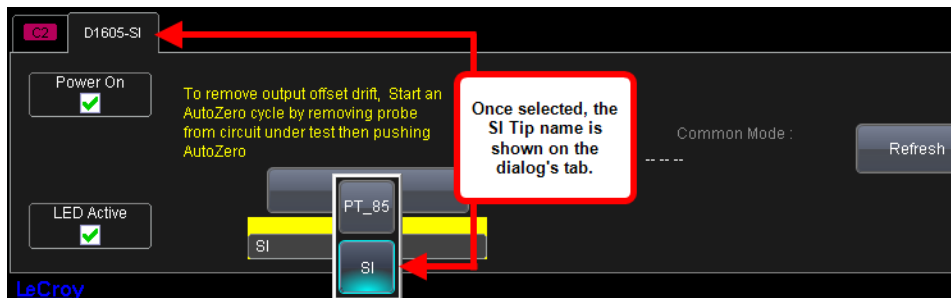 C2
D1605-SI
Power On
To remove output offset drift, Start an
AutoZero cycle by removing probe
from circuit under test then pushing
AutoZero
Once selected, the
SI Tip name is
shown on the
dialog's tab.
Common Mode :
-- -- --
Refresh
LED Active
PT_85
SI
SI
LeCroy